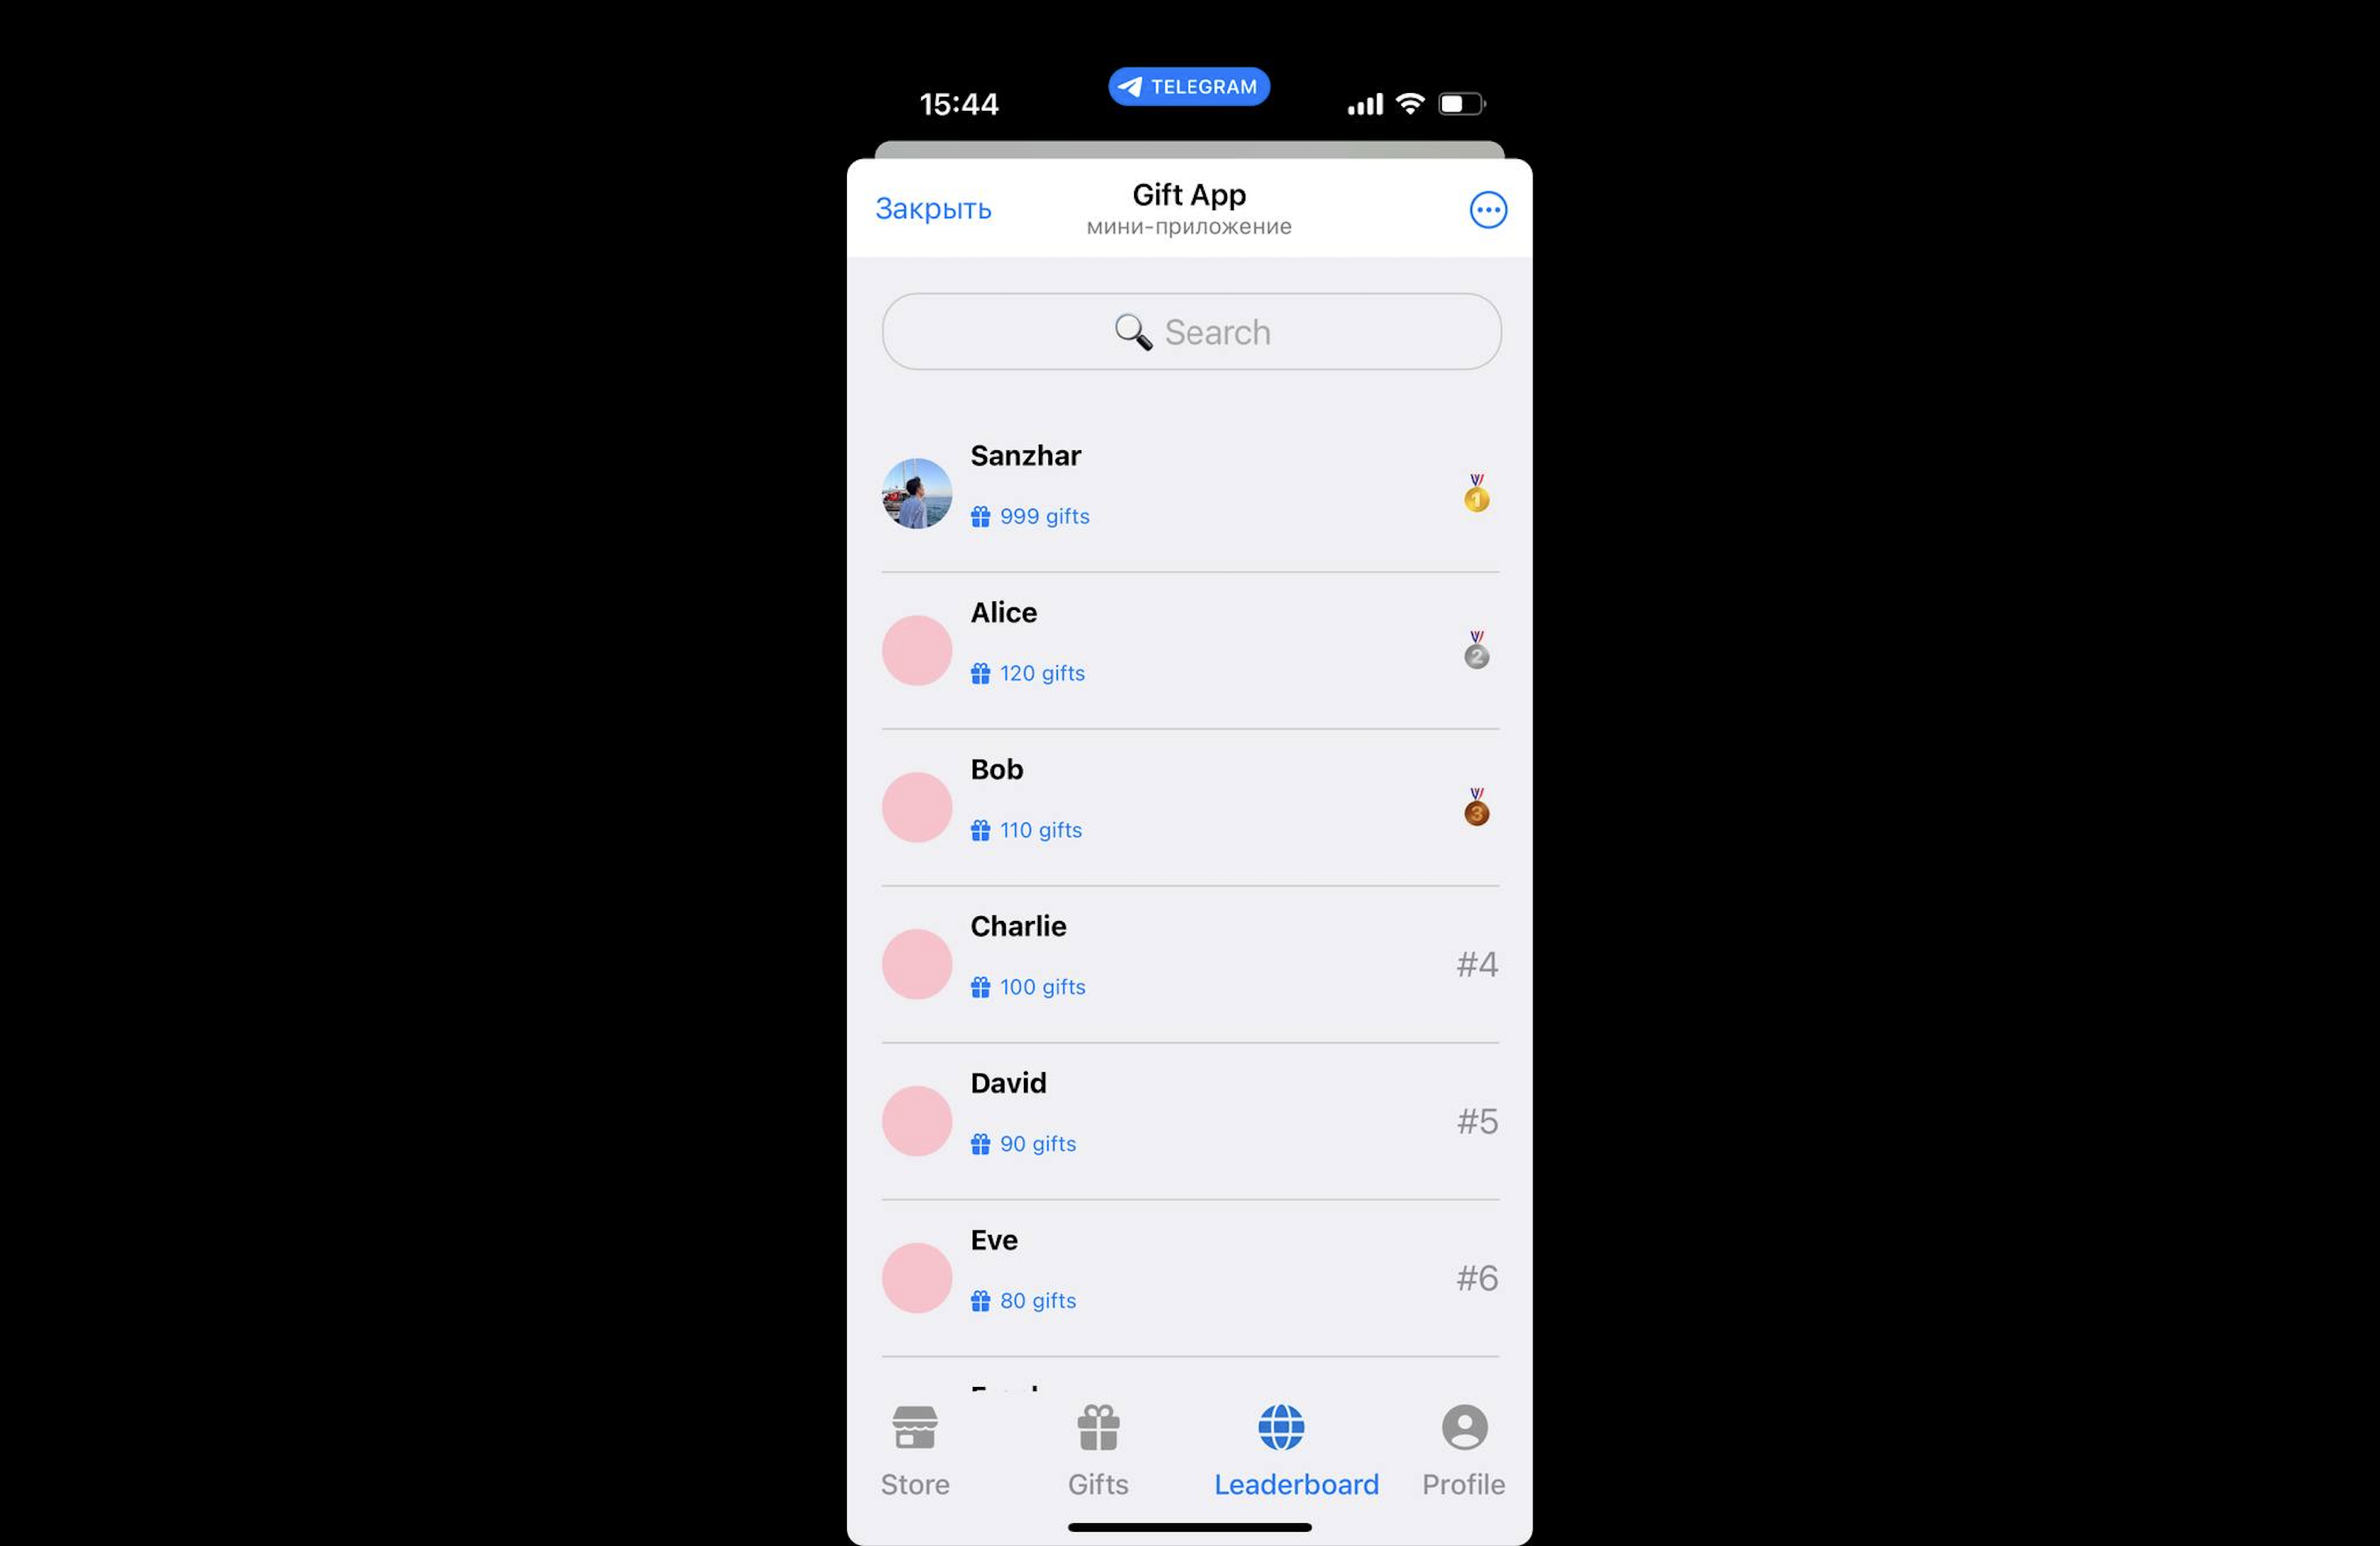 15:44
TELEGRAM
Закрыть
Gift App
мини-приложение
Search
Sanzhar
999 gifts
1
Alice
120 gifts
2
Bob
110 gifts
3
Charlie
100 gifts
#4
David
90 gifts
#5
Eve
80 gifts
#6
Store
Gifts
Leaderboard
Profile